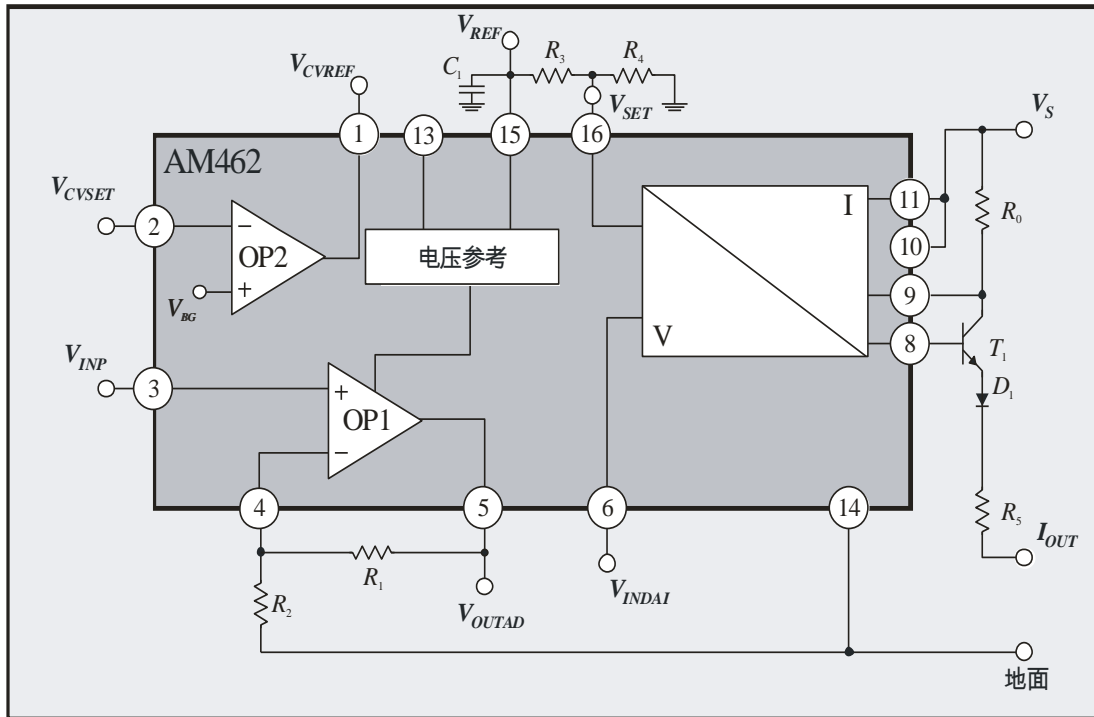 V_REF
R_3
R_4
V_CVREF
C_1
V_SET
V_S
1
13
15
16
AM462
V_CVSET
2
−
OP2
+
V_BG
电压参考
I
V
11
R_0
10
9
8
T_1
D_1
V_INP
3
+
OP1
−
4
5
6
14
R_5
I_OUT
R_1
R_2
V_OUTAD
V_INDAI
地面